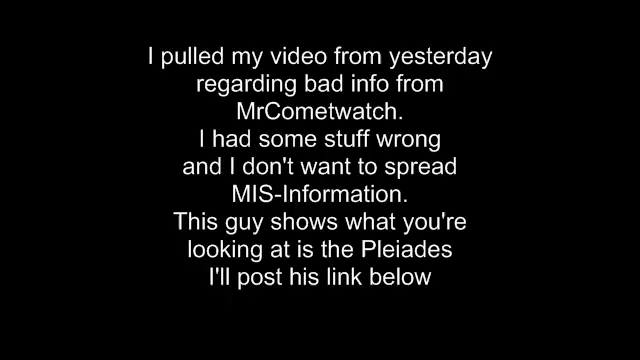 I pulled my video from yesterday
regarding bad info from
MrCometwatch.
I had some stuff wrong
and I don't want to spread
MIS-Information.
This guy shows what you're
looking at is the Pleiades
I'll post his link below